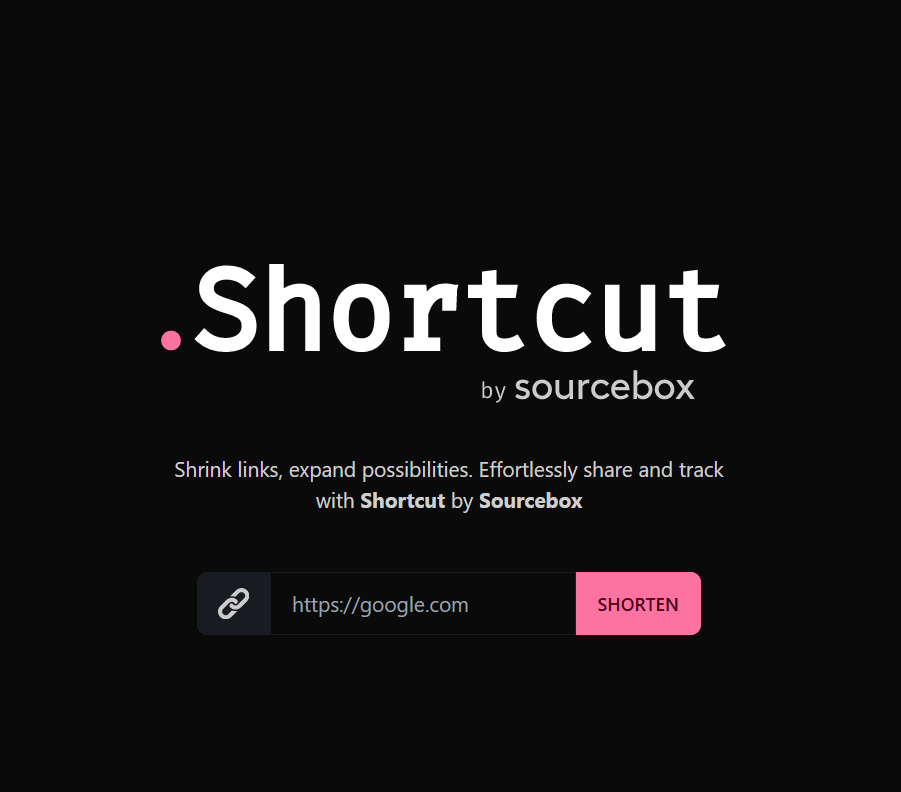 .Shortcut
by sourcebox
Shrink links, expand possibilities. Effortlessly share and track
with Shortcut by Sourcebox
https://google.com
SHORTEN